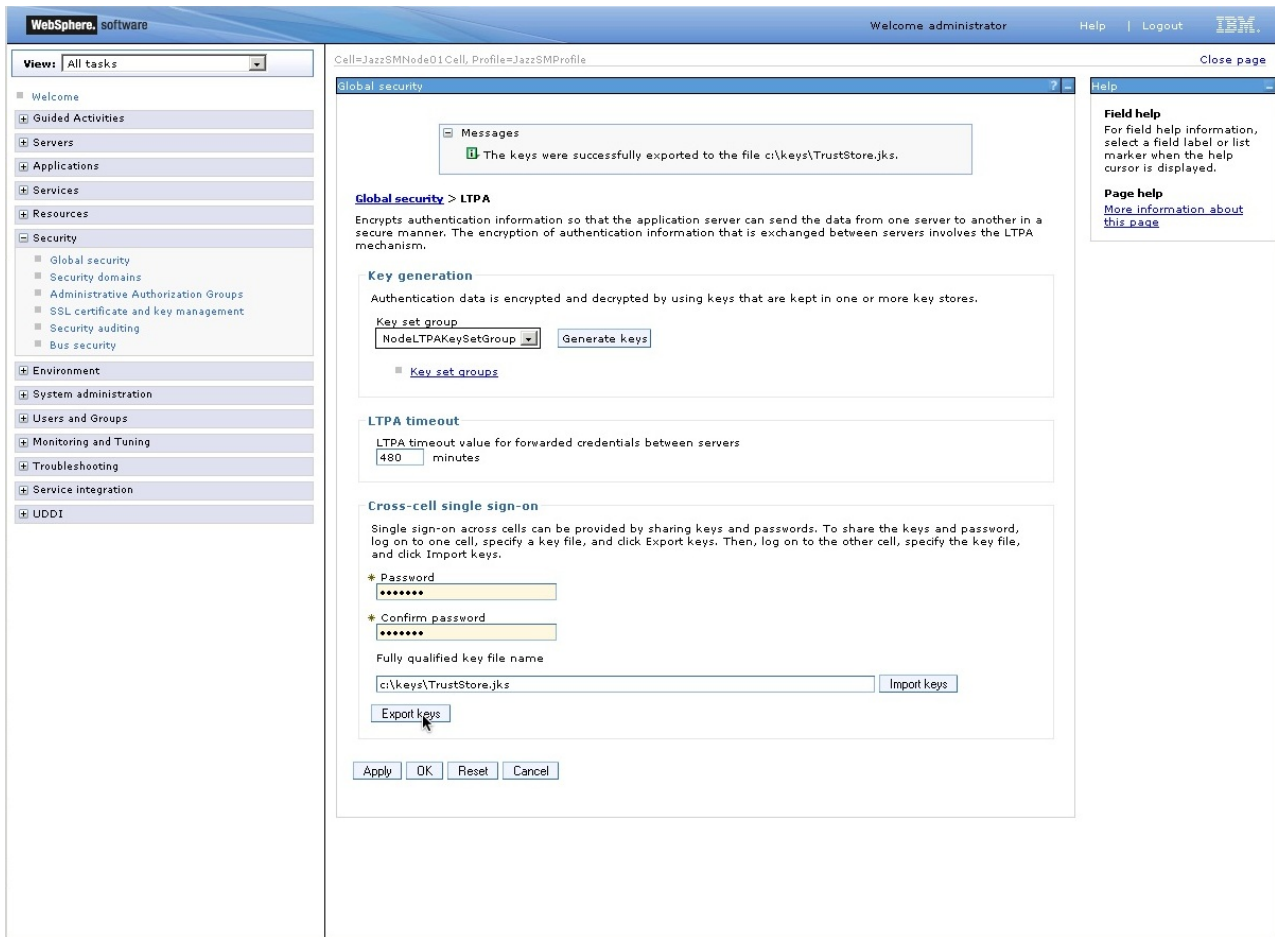 WebSphere. software
Welcome administrator
Help | Logout
IBM.
View: All tasks
Welcome
Guided Activities
Servers
Applications
Services
Resources
Security
Global security
Security domains
Administrative Authorization Groups
SSL certificate and key management
Security auditing
Bus security
Environment
System administration
Users and Groups
Monitoring and Tuning
Troubleshooting
Service integration
UDDI
Cell=JazzSMNode01Cell, Profile=JazzSMProfile
Close page
Global security
Messages
The keys were successfully exported to the file c:\keys\TrustStore.jks.
Global security > LTPA
Encrypts authentication information so that the application server can send the data from one server to another in a
secure manner. The encryption of authentication information that is exchanged between servers involves the LTPA
mechanism.
Key generation
Authentication data is encrypted and decrypted by using keys that are kept in one or more key stores.
Key set group
NodeLTPAKeySetGroup
Generate keys
Key set groups
LTPA timeout
LTPA timeout value for forwarded credentials between servers
480 minutes
Cross-cell single sign-on
Single sign-on across cells can be provided by sharing keys and passwords. To share the keys and password,
log on to one cell, specify a key file, and click Export keys. Then, log on to the other cell, specify the key file,
and click Import keys.
* Password
•••••••
* Confirm password
•••••••
Fully qualified key file name
c:\keys\TrustStore.jks
Import keys
Export keys
Apply OK Reset Cancel
Help
Field help
For field help information,
select a field label or list
marker when the help
cursor is displayed.
Page help
More information about
this page